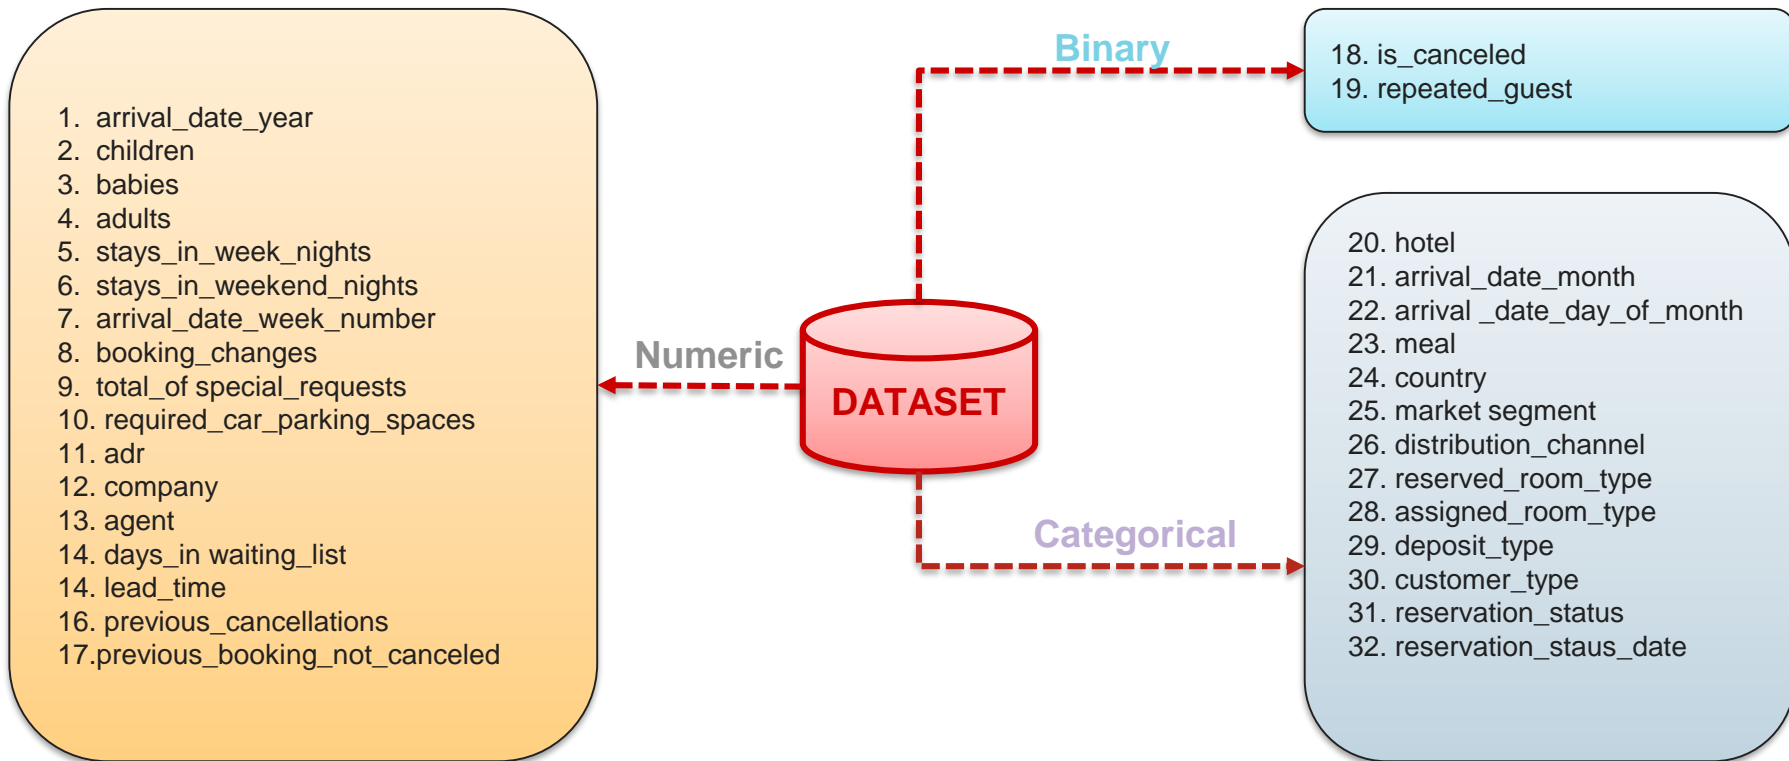 1. arrival_date_year
2. children
3. babies
4. adults
5. stays_in_week_nights
6. stays_in_weekend_nights
7. arrival_date_week_number
8. booking_changes
9. total_of special_requests
10. required_car_parking_spaces
11. adr
12. company
13. agent
14. days_in waiting_list
14. lead_time
16. previous_cancellations
17.previous_booking_not_canceled
Numeric
DATASET
Binary
18. is_canceled
19. repeated_guest
Categorical
20. hotel
21. arrival_date_month
22. arrival _date_day_of_month
23. meal
24. country
25. market segment
26. distribution_channel
27. reserved_room_type
28. assigned_room_type
29. deposit_type
30. customer_type
31. reservation_status
32. reservation_staus_date